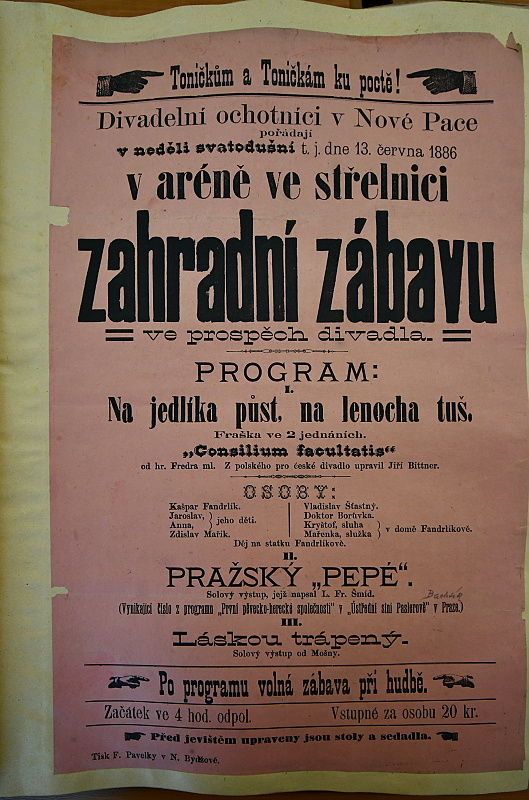 Toničkům a Toničkám ku poctě!
Divadelní ochotníci v Nové Pace
pořádají
v neděli svatodušní t. j. dne 13. června 1886
v aréně ve střelnici
zahradní zábavu
ve prospěch divadla.
PROGRAM:
I.
Na jedlíka půst, na lenocha tuš.
Fraška ve 2 jednáních.
„Consilium facultatis“
od hr. Fredra ml. Z polského pro české divadlo upravil Jiří Bittner.
OSOBY:
Kašpar Fandrlík.
Jaroslav,
Anna,
} jeho děti.
Zdislav Mařík.
Vladislav Šťastný.
Doktor Borůvka.
Kryštof, sluha
Mařenka, služka
} v domě Fandrlíkově.
Děj na statku Fandrlíkově.
II.
PRAŽSKÝ „PEPÉ“.
Solový výstup, jejž napsal L. Fr. Šmíd.
(Vynikající číslo z programu „První pěvecko-herecké společnosti“ v „Ústřední síni Paslerově“ v Praze.)
III.
Láskou trápený.
Solový výstup od Mošny.
Po programu volná zábava při hudbě.
Začátek ve 4 hod. odpol. Vstupné za osobu 20 kr.
Před jevištěm upraveny jsou stoly a sedadla.
Tisk F. Pavelky v N. Bydžově.